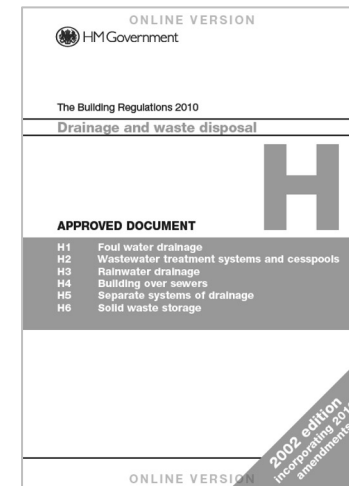 ONLINE VERSION
HM Government
The Building Regulations 2010
Drainage and waste disposal
H
APPROVED DOCUMENT
H1 Foul water drainage
H2 Wastewater treatment systems and cesspools
H3 Rainwater drainage
H4 Building over sewers
H5 Separate systems of drainage
H6 Solid waste storage
2002 edition
incorporating
amendments
ONLINE VERSION